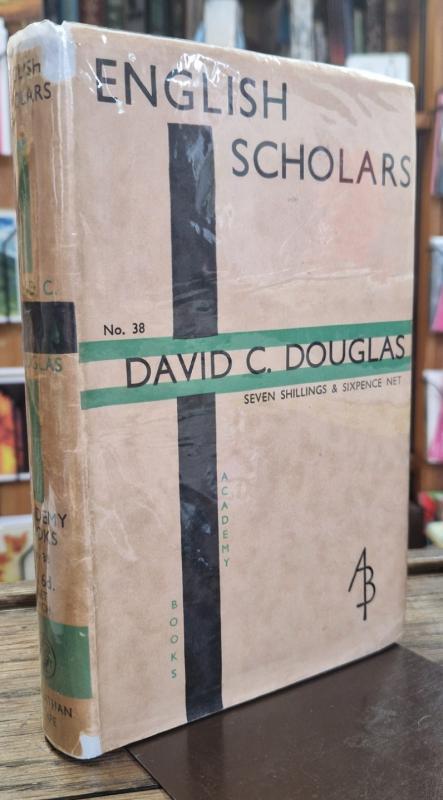 ENGLISH
SCHOLARS
No. 38
DAVID C. DOUGLAS
SEVEN SHILLINGS & SIXPENCE NET
ACADEMY
BOOKS
AB